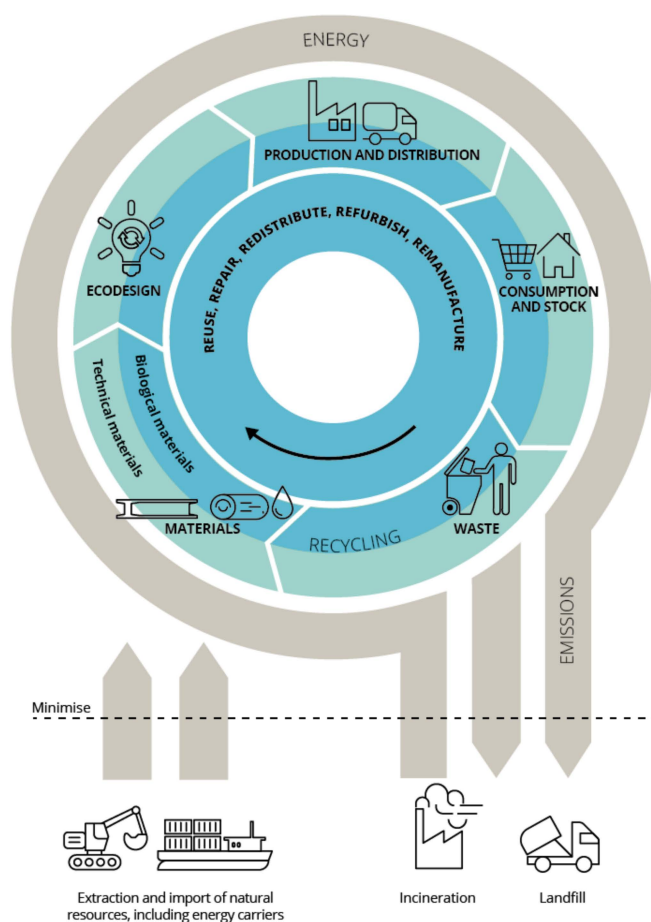 ENERGY
PRODUCTION AND DISTRIBUTION
REUSE, REPAIR, REDISTRIBUTE, REFURBISH, REMANUFACTURE
ECODESIGN
CONSUMPTION
AND STOCK
Technical materials
Biological materials
MATERIALS
RECYCLING
WASTE
EMISSIONS
Minimise
Extraction and import of natural
resources, including energy carriers
Incineration
Landfill